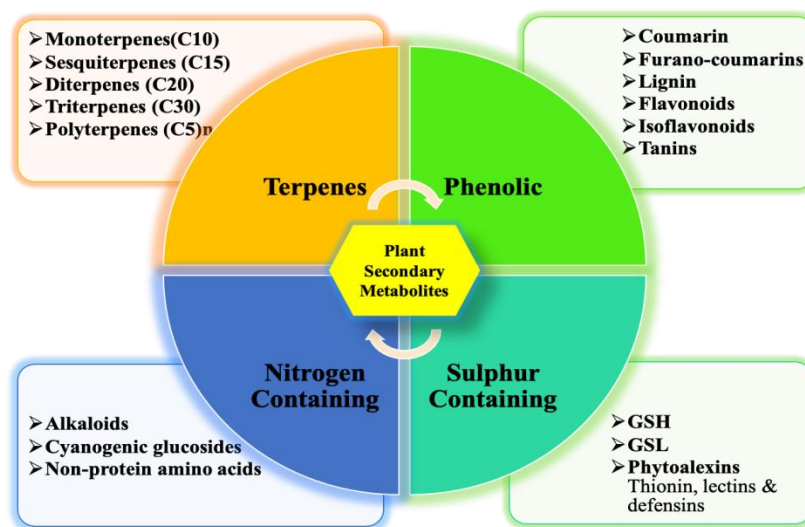 ➢Monoterpenes(C10)
➢Sesquiterpenes (C15)
➢Diterpenes (C20)
➢Triterpenes (C30)
➢Polyterpenes (C5)n
➢Coumarin
➢Furano-coumarins
➢Lignin
➢Flavonoids
➢Isoflavonoids
➢Tanins
Terpenes
Phenolic
Plant
Secondary
Metabolites
Nitrogen
Containing
Sulphur
Containing
➢Alkaloids
➢Cyanogenic glucosides
➢Non-protein amino acids
➢GSH
➢GSL
➢Phytoalexins
Thionin, lectins &
defensins